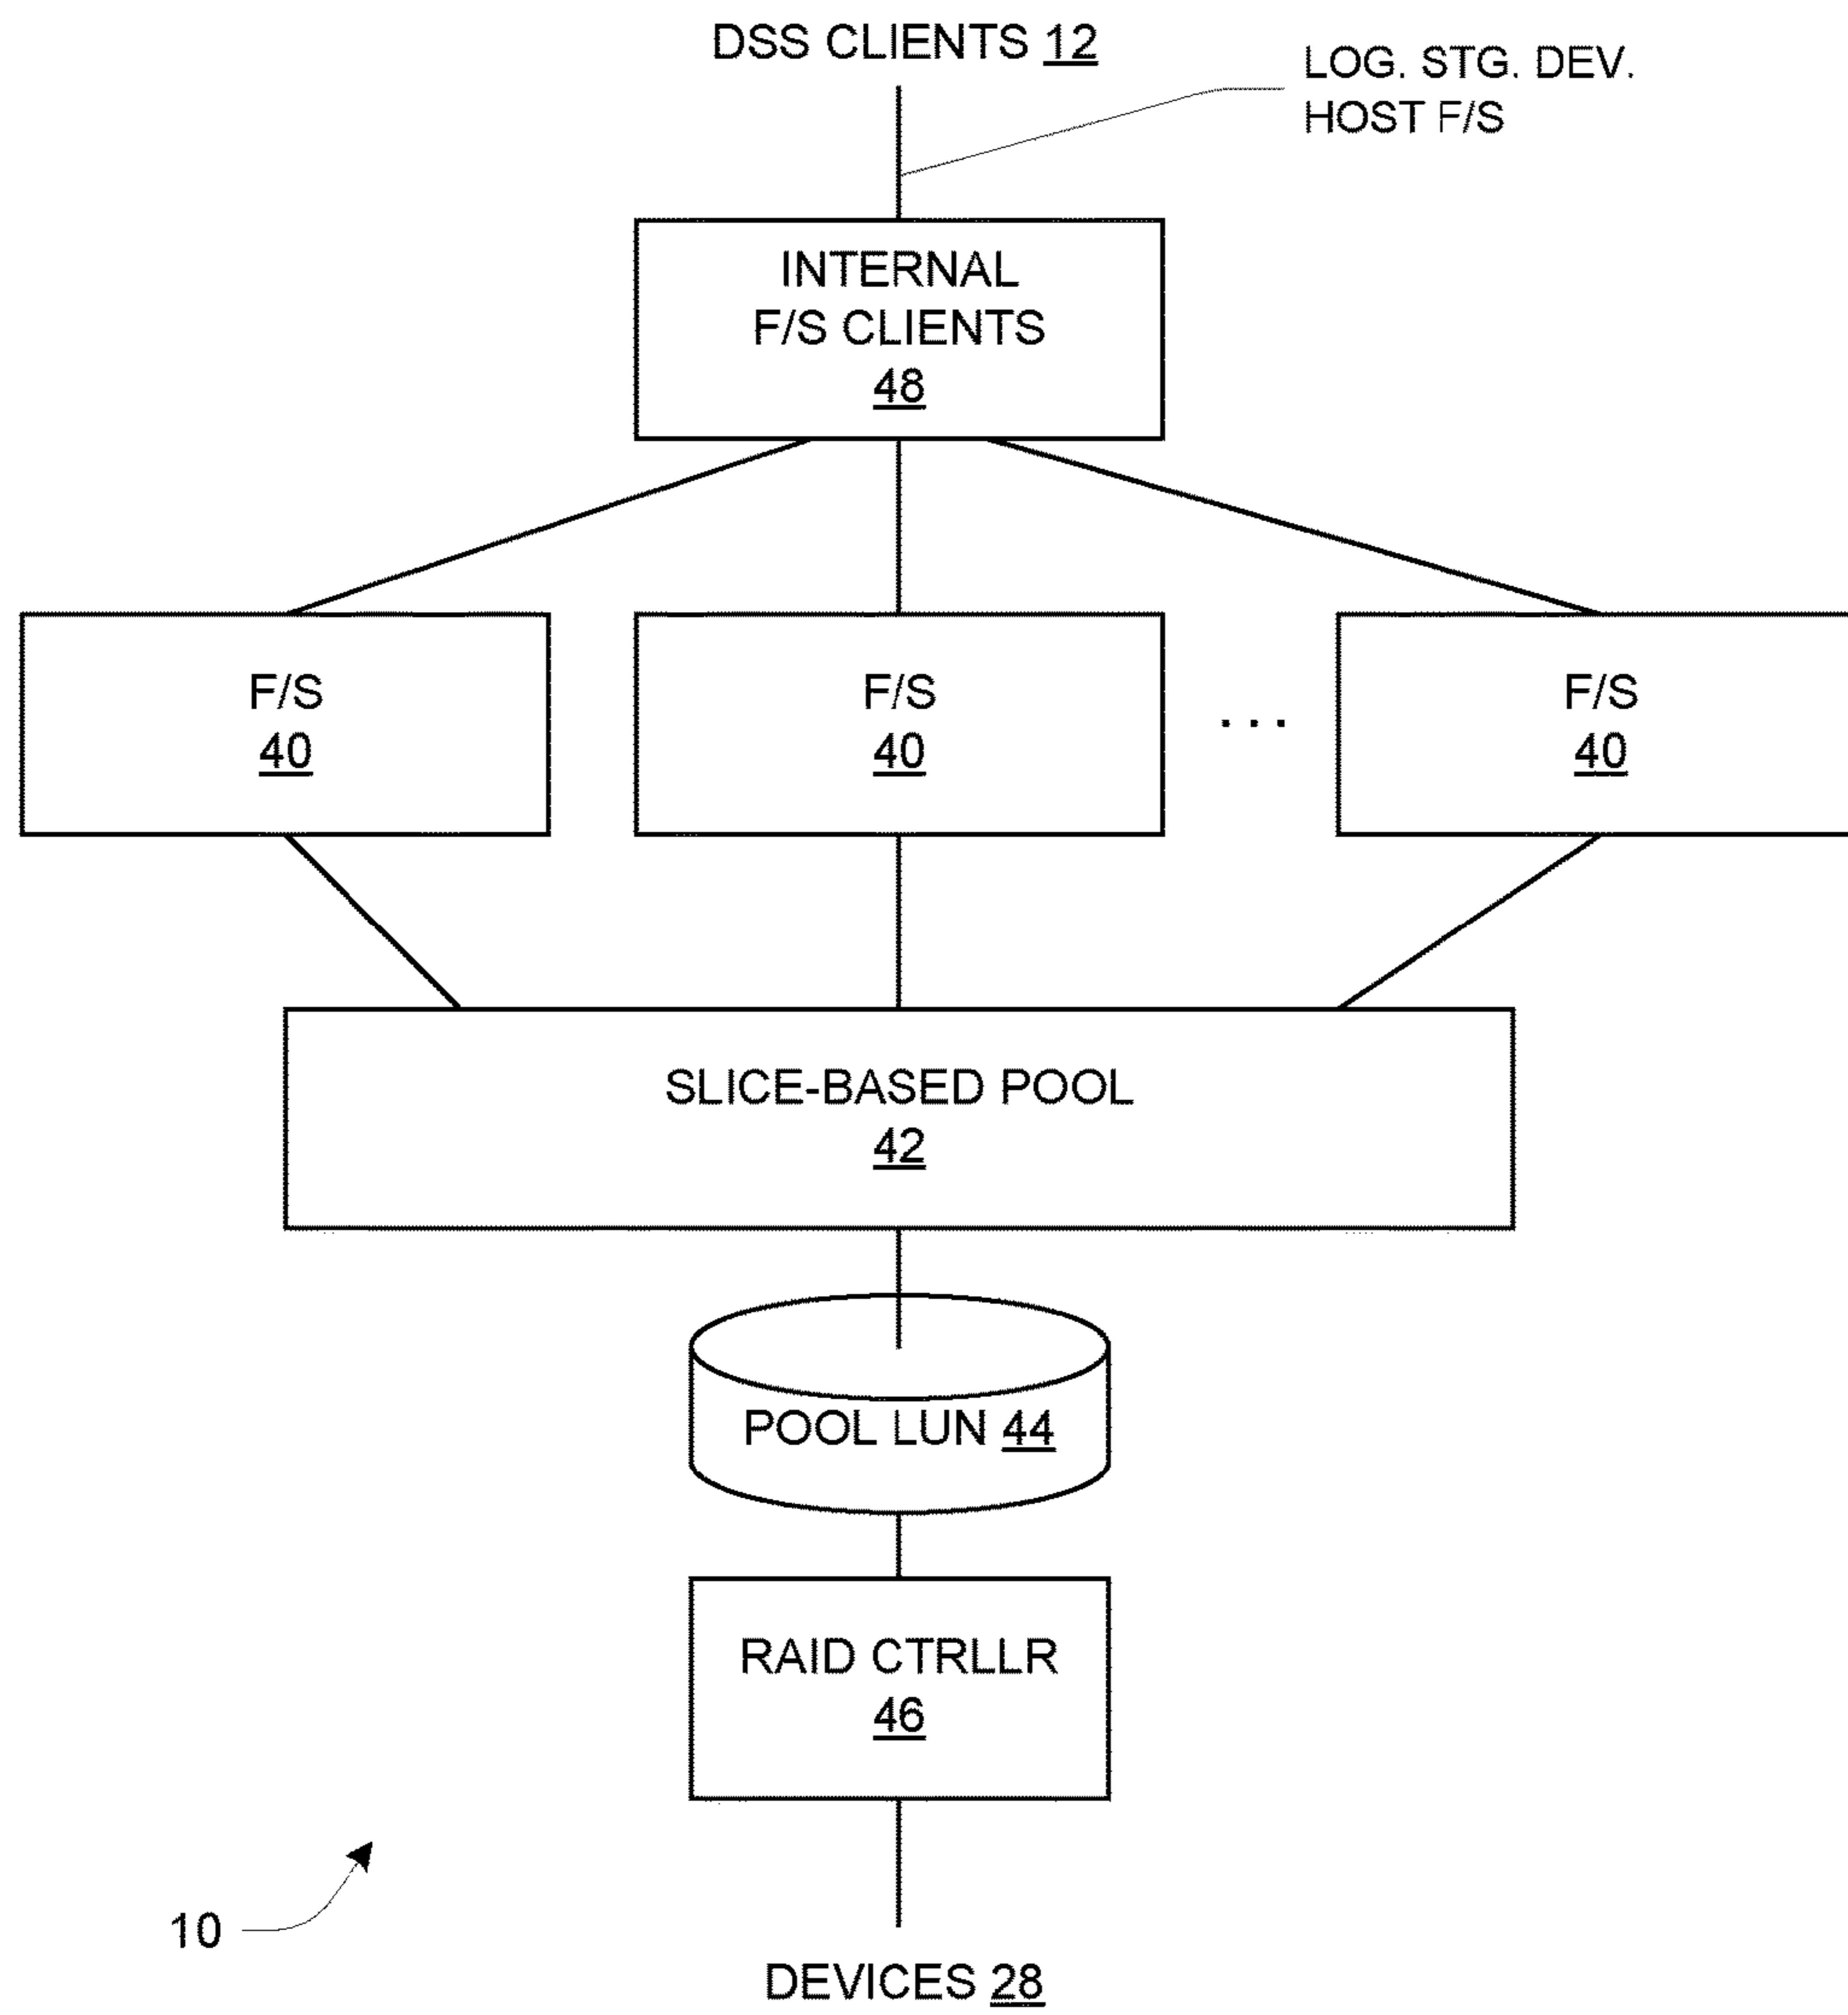 DSS CLIENTS 12
LOG. STG. DEV.
HOST F/S
INTERNAL
F/S CLIENTS
48
F/S
40
F/S
40
. . .
F/S
40
SLICE-BASED POOL
42
POOL LUN 44
RAID CTRLLR
46
10
DEVICES 28